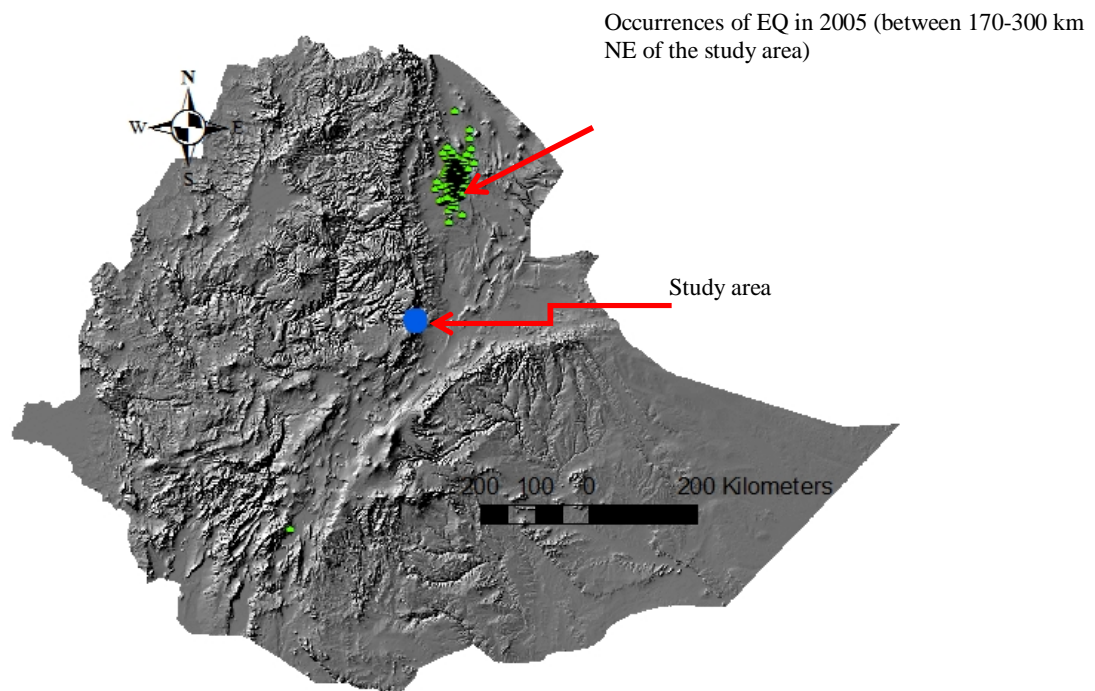 Occurrences of EQ in 2005 (between 170-300 km
NE of the study area)
N
W
E
S
Study area
200 100 0 200 Kilometers